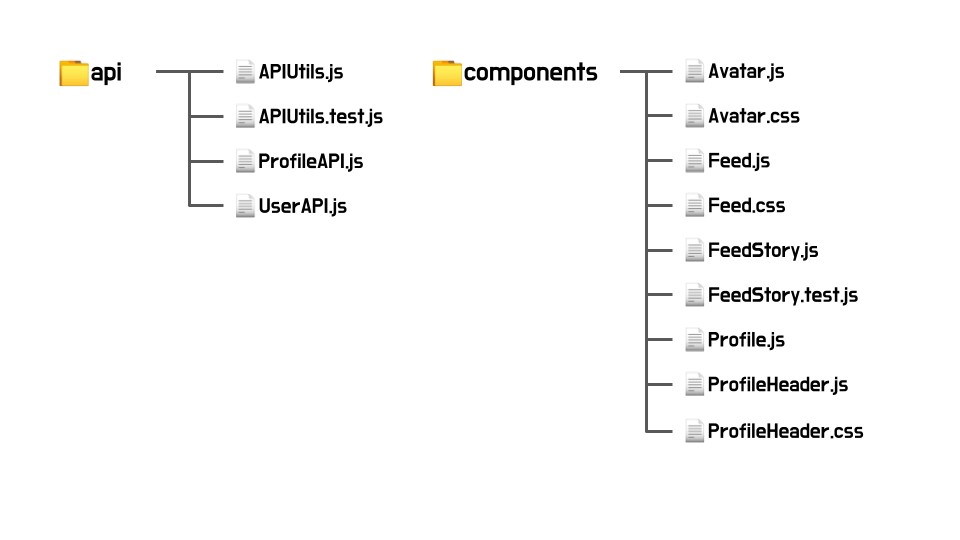 api
APIUtils.js
APIUtils.test.js
ProfileAPI.js
UserAPI.js
components
Avatar.js
Avatar.css
Feed.js
Feed.css
FeedStory.js
FeedStory.test.js
Profile.js
ProfileHeader.js
ProfileHeader.css